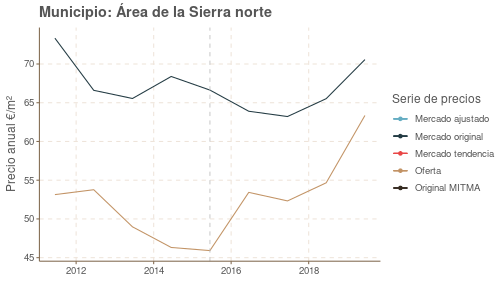 Municipio: Área de la Sierra norte
Precio anual €/m²
70
65
60
55
50
45
2012
2014
2016
2018
Serie de precios
Mercado ajustado
Mercado original
Mercado tendencia
Oferta
Original MITMA